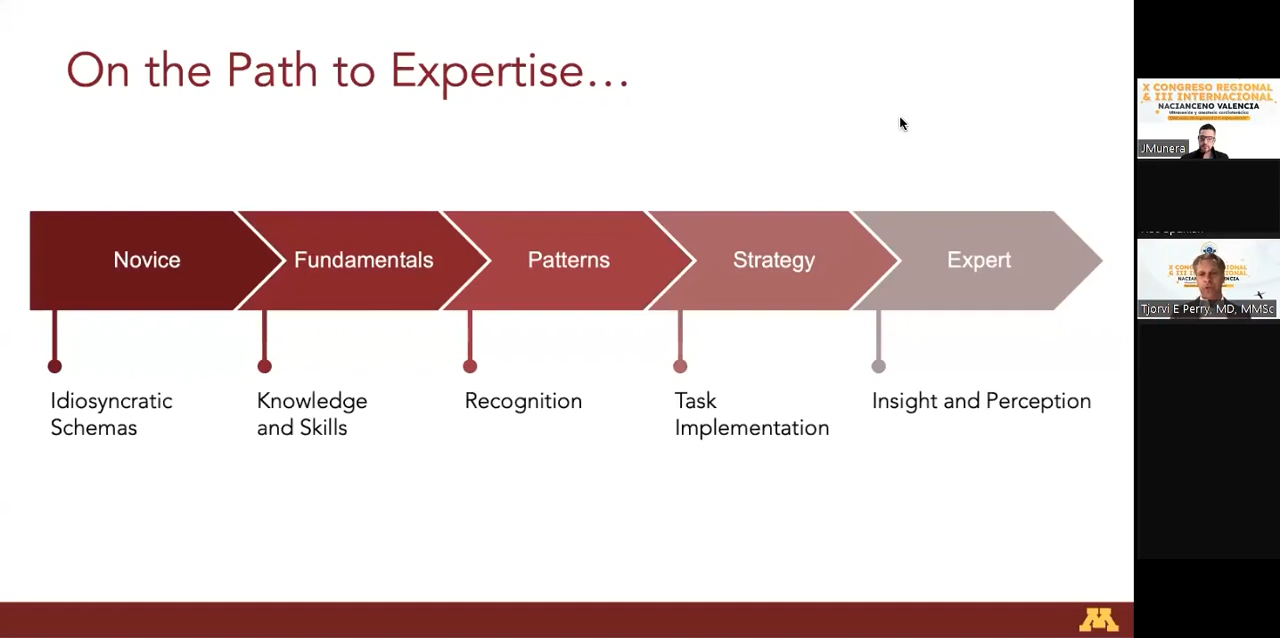 On the Path to Expertise...
Novice
Fundamentals
Patterns
Strategy
Expert
Idiosyncratic
Schemas
Knowledge
and Skills
Recognition
Task
Implementation
Insight and Perception
X CONGRESO REGIONAL
& III INTERNACIONAL
NACIANCENO VALENCIA
JMunera
Tjorvi E Perry, MD, MMSc